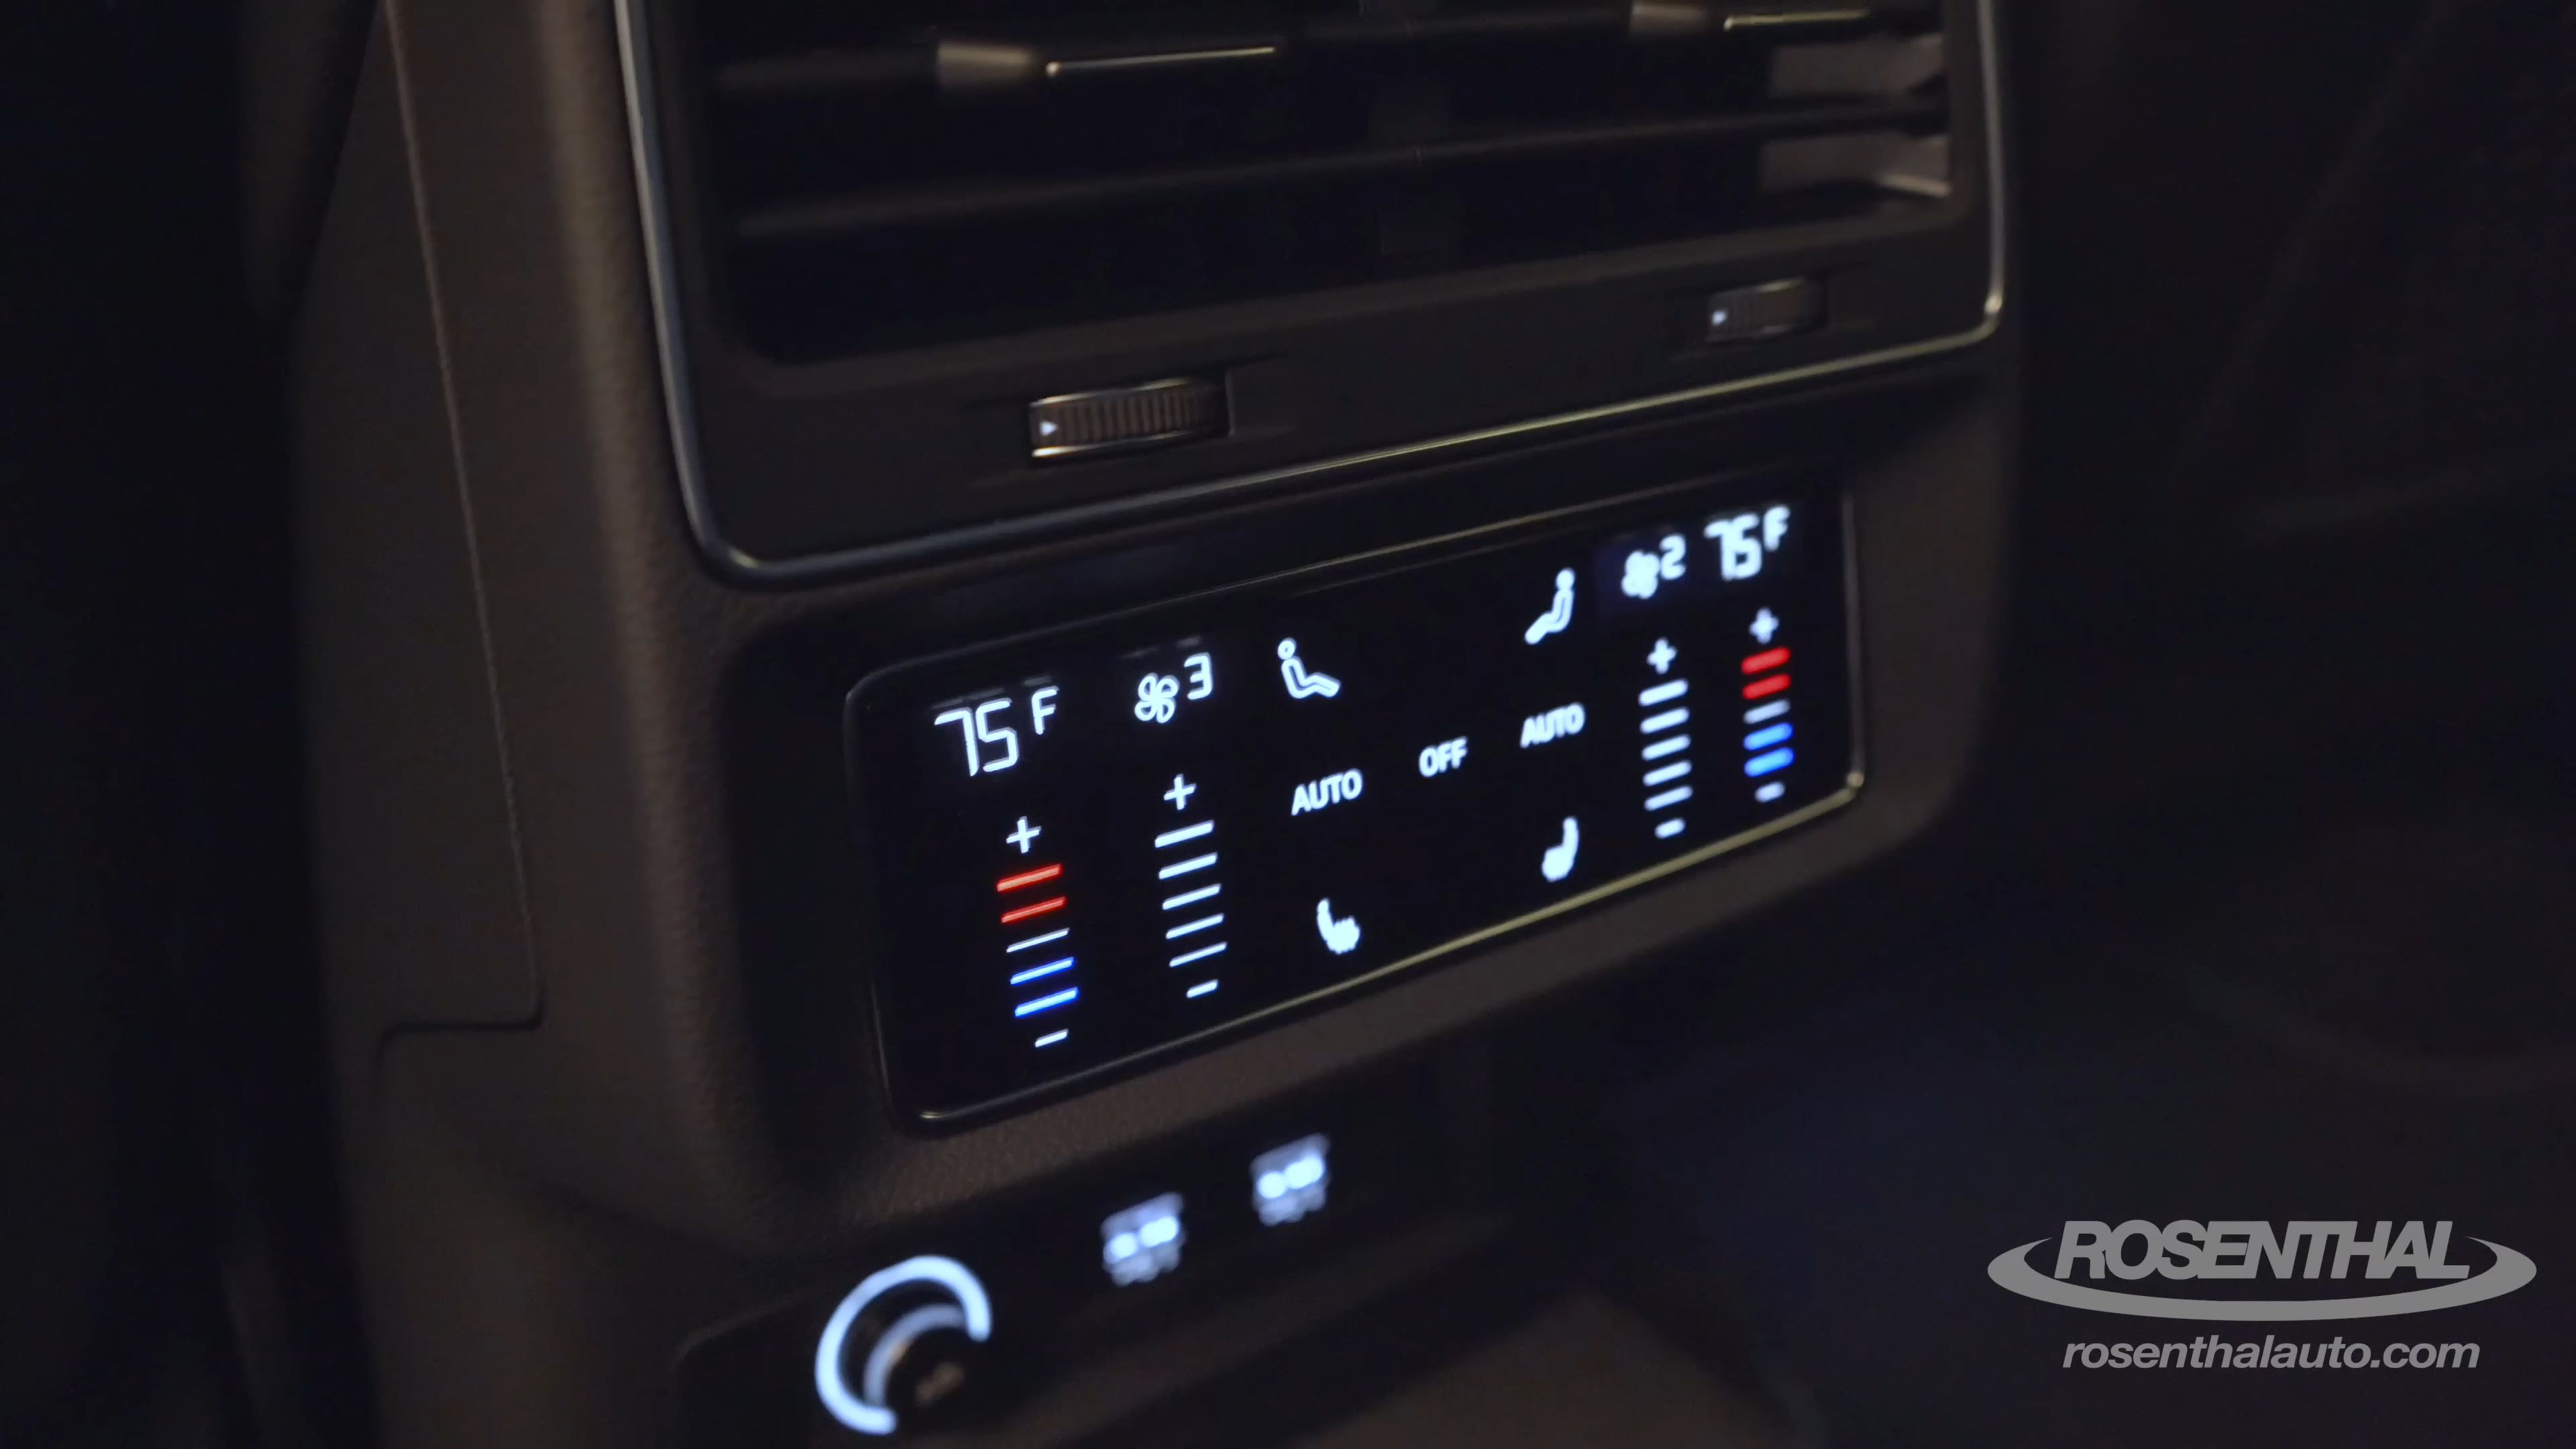 75 F 3 2 75 F
+ + + +
AUTO OFF AUTO
ROSENTHAL
rosenthalauto.com